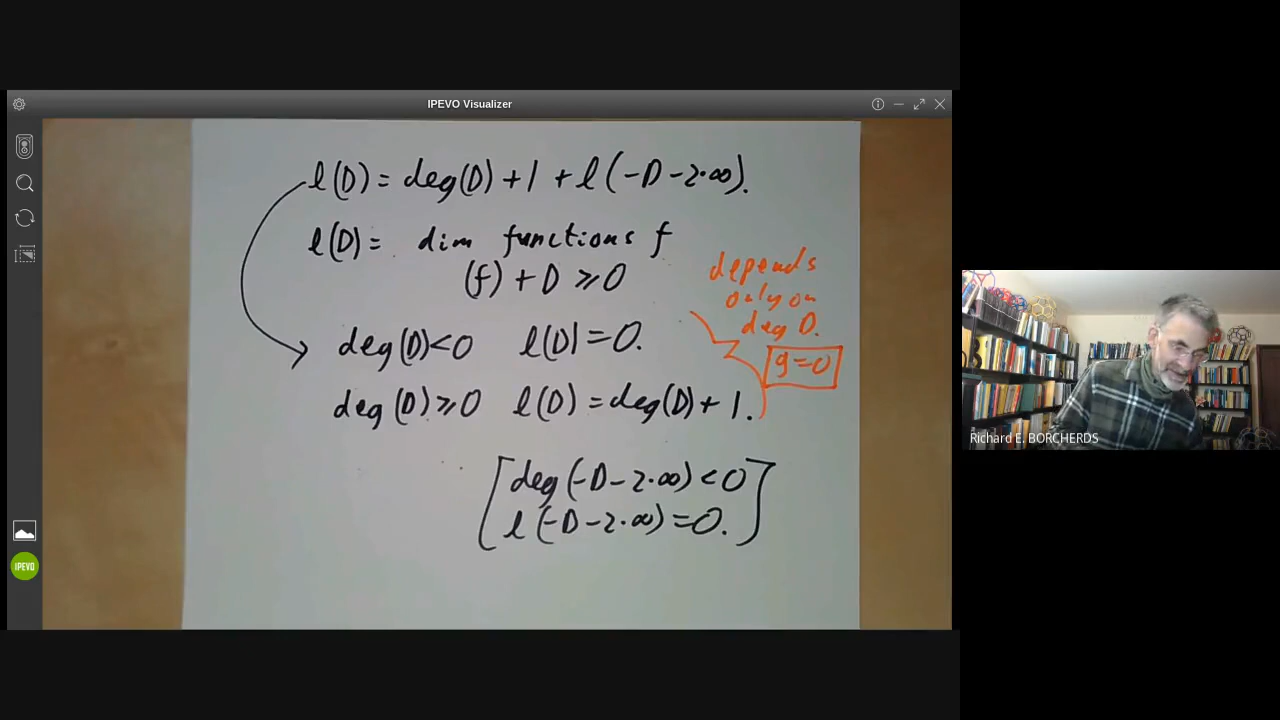 IPEVO Visualizer
l(D) = deg(D) + 1 + l(-D-2·∞).
l(D) = dim functions f
(f) + D ⩾ 0
depends
only on
deg D.
g=0
deg(D)<0 l(D)=0.
deg(D)⩾0 l(D)=deg(D)+1.
[deg(-D-2·∞)<0
l(-D-2·∞)=0.]
Richard E. BORCHERDS
IPEVO